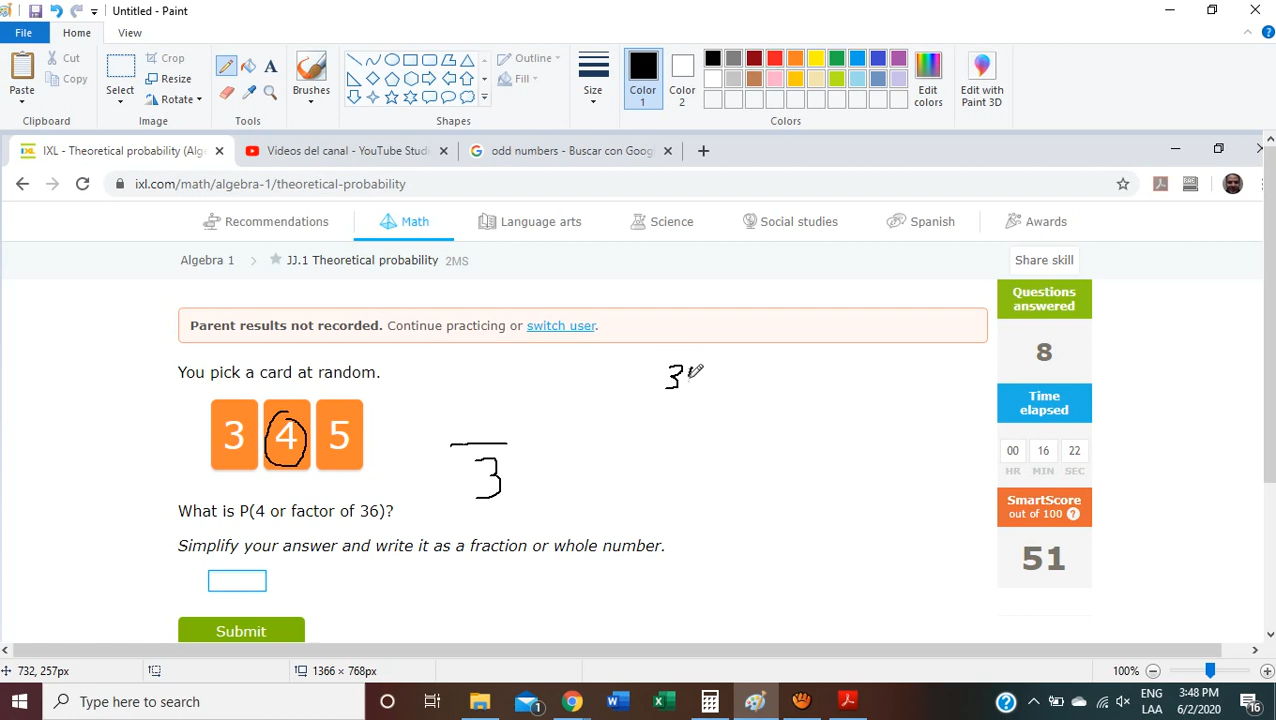 Untitled - Paint
File Home View
Paste Cut Copy Select Crop Resize Rotate Brushes Shapes Outline Fill Size Color 1 Color 2 Edit colors Edit with Paint 3D
Clipboard Image Tools Shapes Colors
IXL - Theoretical probability (Alge Videos del canal - YouTube Studi odd numbers - Buscar con Goog
ixl.com/math/algebra-1/theoretical-probability
Recommendations Math Language arts Science Social studies Spanish Awards
Algebra 1 > JJ.1 Theoretical probability 2MS Share skill
Parent results not recorded. Continue practicing or switch user.
You pick a card at random.
3 4 5
3
3
What is P(4 or factor of 36)?
Simplify your answer and write it as a fraction or whole number.
Submit
Questions answered
8
Time elapsed
00 16 22
HR MIN SEC
SmartScore
out of 100 ?
51
732, 257px 1366 × 768px 100%
Type here to search
1
ENG
LAA
3:48 PM
6/2/2020
16